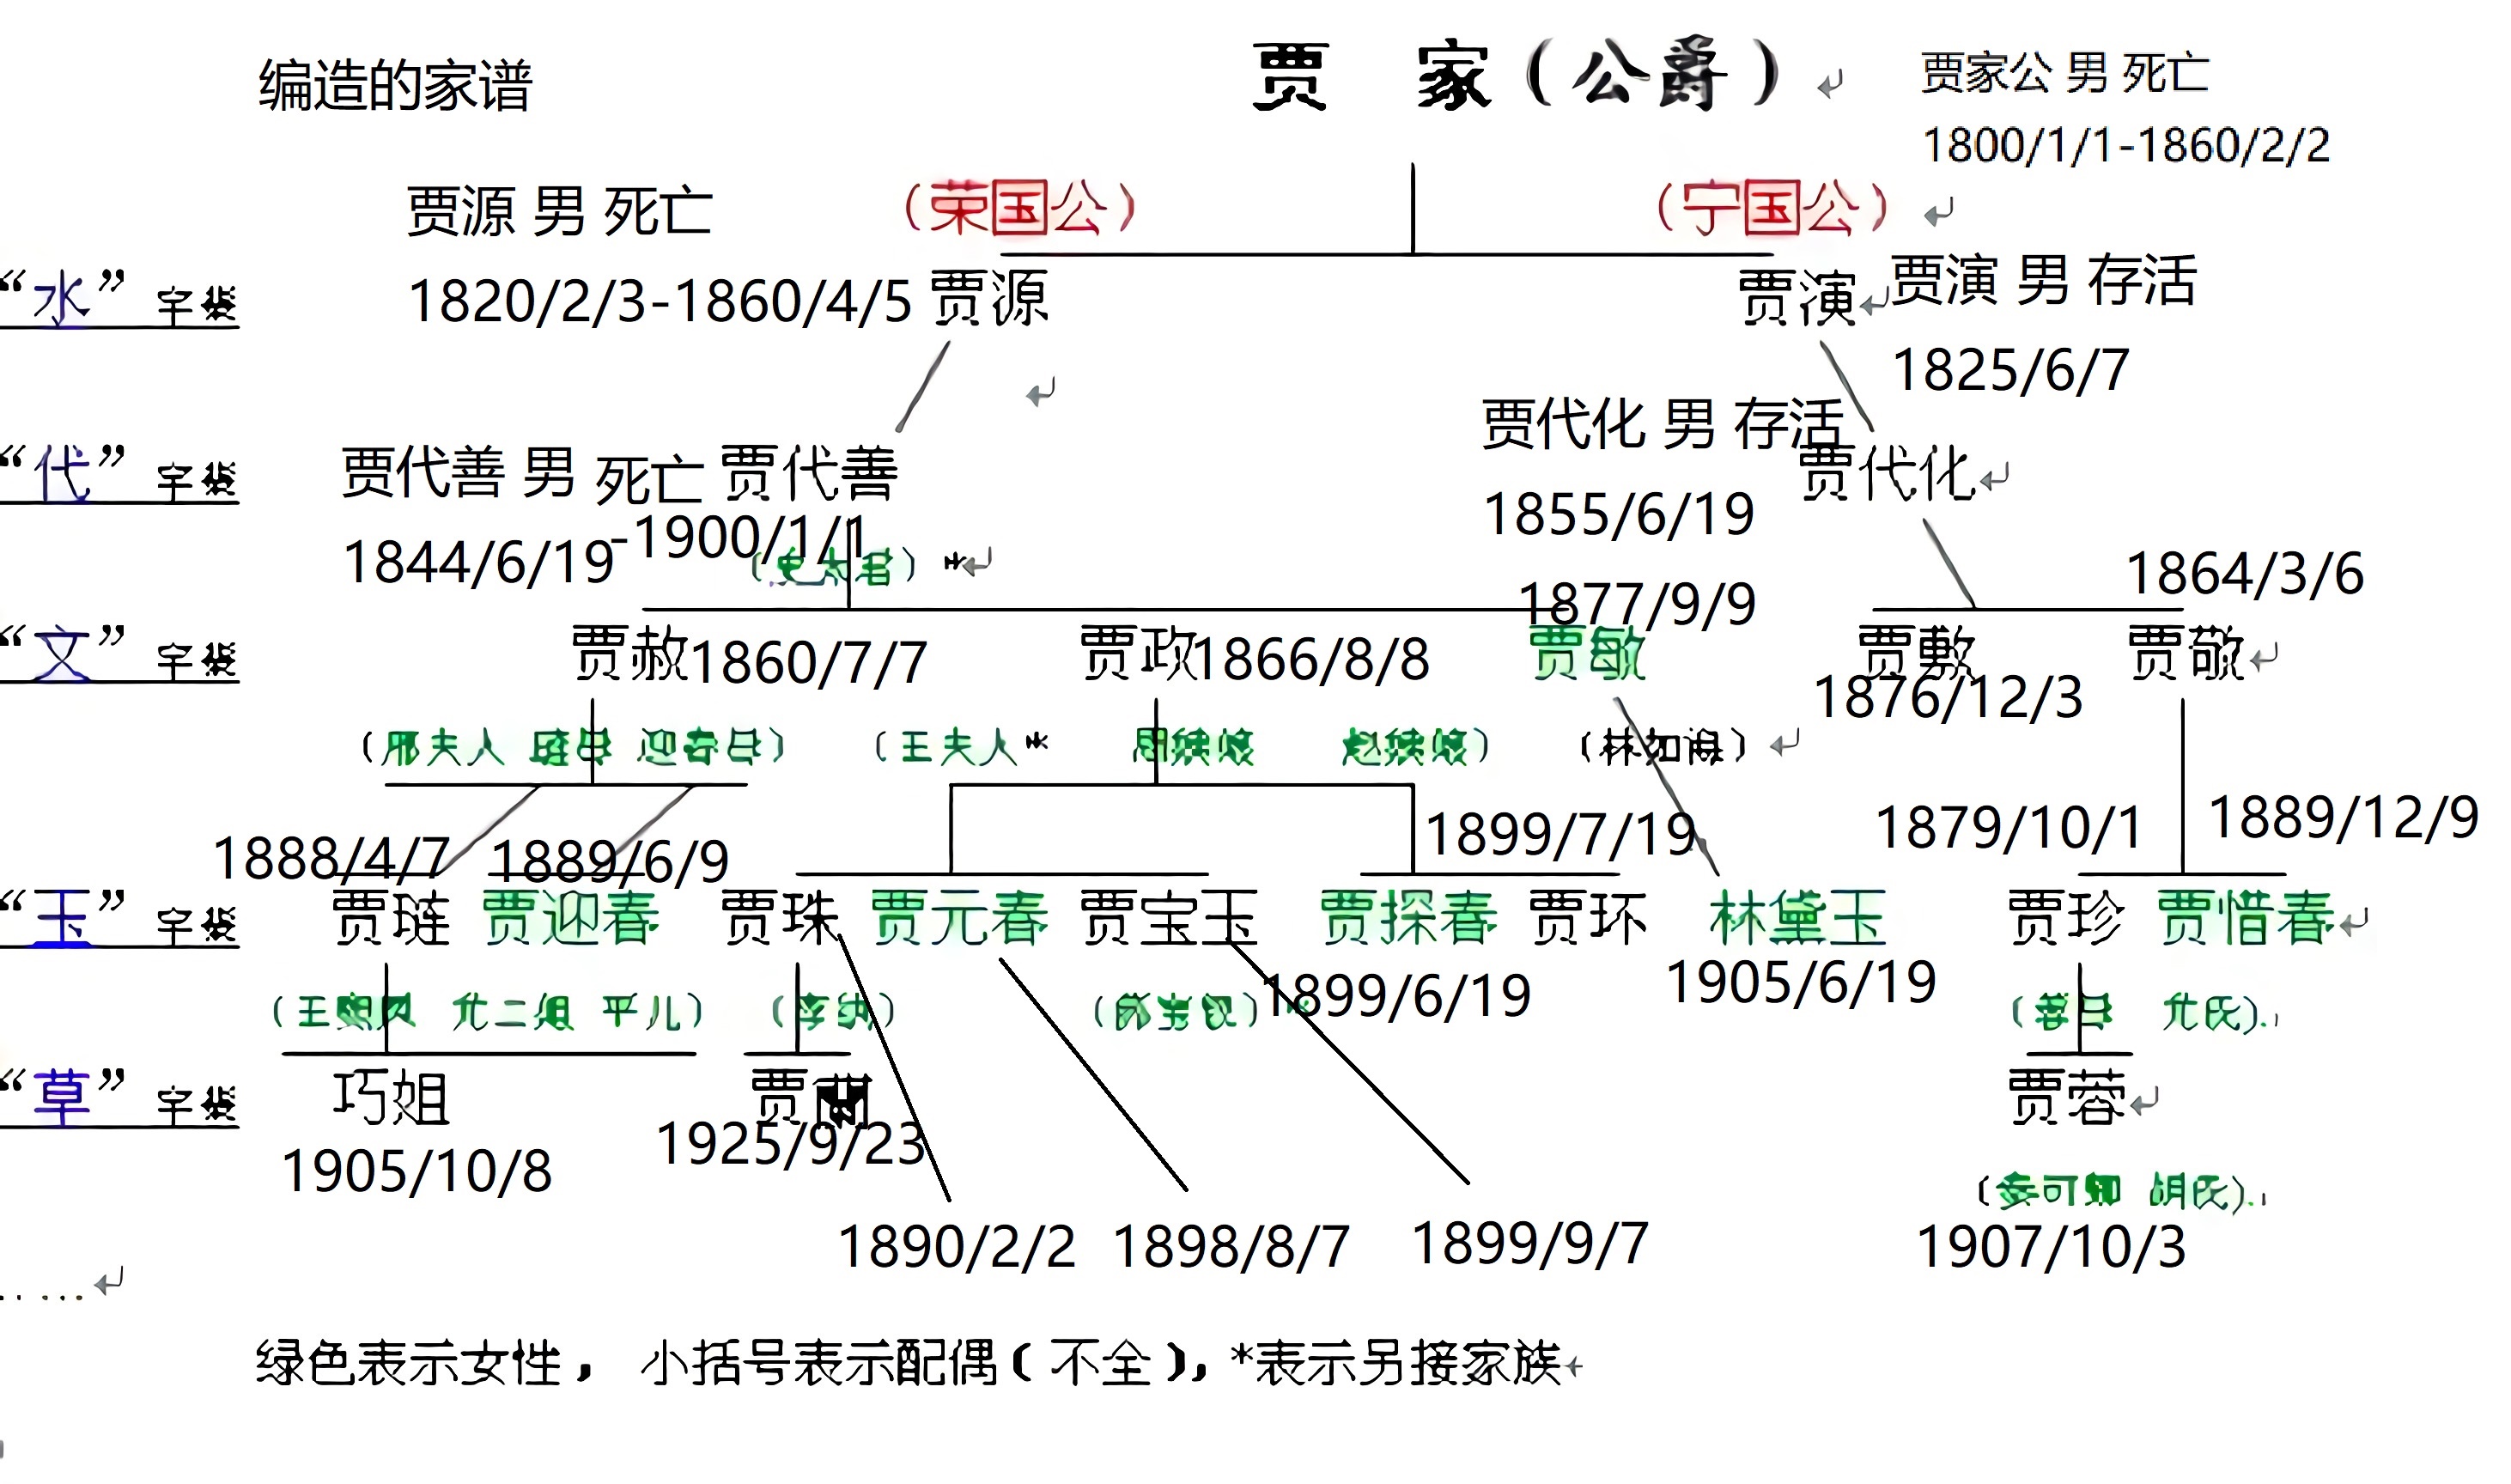 编造的家谱
贾 家（公爵）
贾家公 男 死亡
1800/1/1-1860/2/2
贾源 男 死亡
（荣国公）
（宁国公）
“水”字辈
1820/2/3-1860/4/5
贾源
贾演
贾演 男 存活
1825/6/7
贾代化 男 存活
“代”字辈
贾代善 男 死亡
贾代善
贾代化
1844/6/19-1900/1/1
1855/6/19
（史太君）*
1864/3/6
1877/9/9
“文”字辈
贾赦
1860/7/7
贾政
1866/8/8
贾敏
贾敷
贾敬
1876/12/3
（邢夫人 迎春母）
（王夫人* 周姨娘 赵姨娘）
（林如海）
1888/4/7
1889/6/9
1899/7/19
1879/10/1
1889/12/9
“玉”字辈
贾琏
贾迎春
贾珠
贾元春
贾宝玉
贾探春
贾环
林黛玉
贾珍
贾惜春
1899/6/19
1905/6/19
（王熙凤 尤二姐 平儿）
（李纨）
（薛宝钗）
（ 尤氏）
“草”字辈
巧姐
贾
贾蓉
1905/10/8
1925/9/23
（秦可卿 胡氏）
1890/2/2
1898/8/7
1899/9/7
1907/10/3
... ...
绿色表示女性， 小括号表示配偶（不全），*表示另接家族